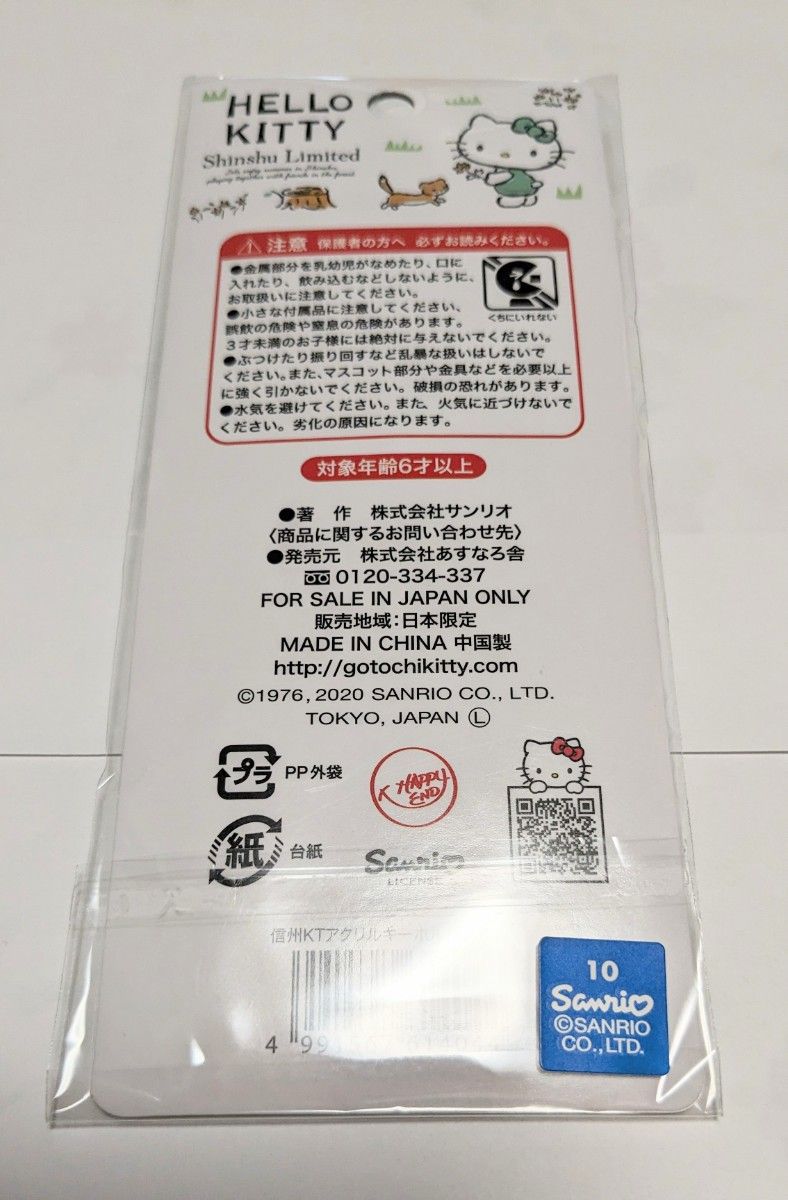 HELLO
KITTY
Shinshu Limited
⚠注意 保護者の方へ 必ずお読みください。
●金属部分を乳幼児がなめたり、口に
入れたり、飲み込むなどしないように、
お取扱いに注意してください。
●小さな付属品に注意してください、
誤飲の危険や窒息の危険があります。
3才未満のお子様には絶対に与えないでください。
●ぶつけたり振り回すなど乱暴な扱いはしないで
ください。また、マスコット部分や金具などを必要以上
に強く引かないでください。破損の恐れがあります。
●水気を避けてください。また、火気に近づけないで
ください。劣化の原因になります。
くちにいれない
対象年齢6才以上
●著 作 株式会社サンリオ
〈商品に関するお問い合わせ先〉
●発売元 株式会社あすなろ舎
0120-334-337
FOR SALE IN JAPAN ONLY
販売地域:日本限定
MADE IN CHINA 中国製
http://gotochikitty.com
©1976, 2020 SANRIO CO., LTD.
TOKYO, JAPAN Ⓛ
プラ PP外袋
K HAPPY END
紙 台紙
Sanrio
LICENSE
信州KTアクリルキーホル
10
Sanrio
©SANRIO
CO.,LTD.